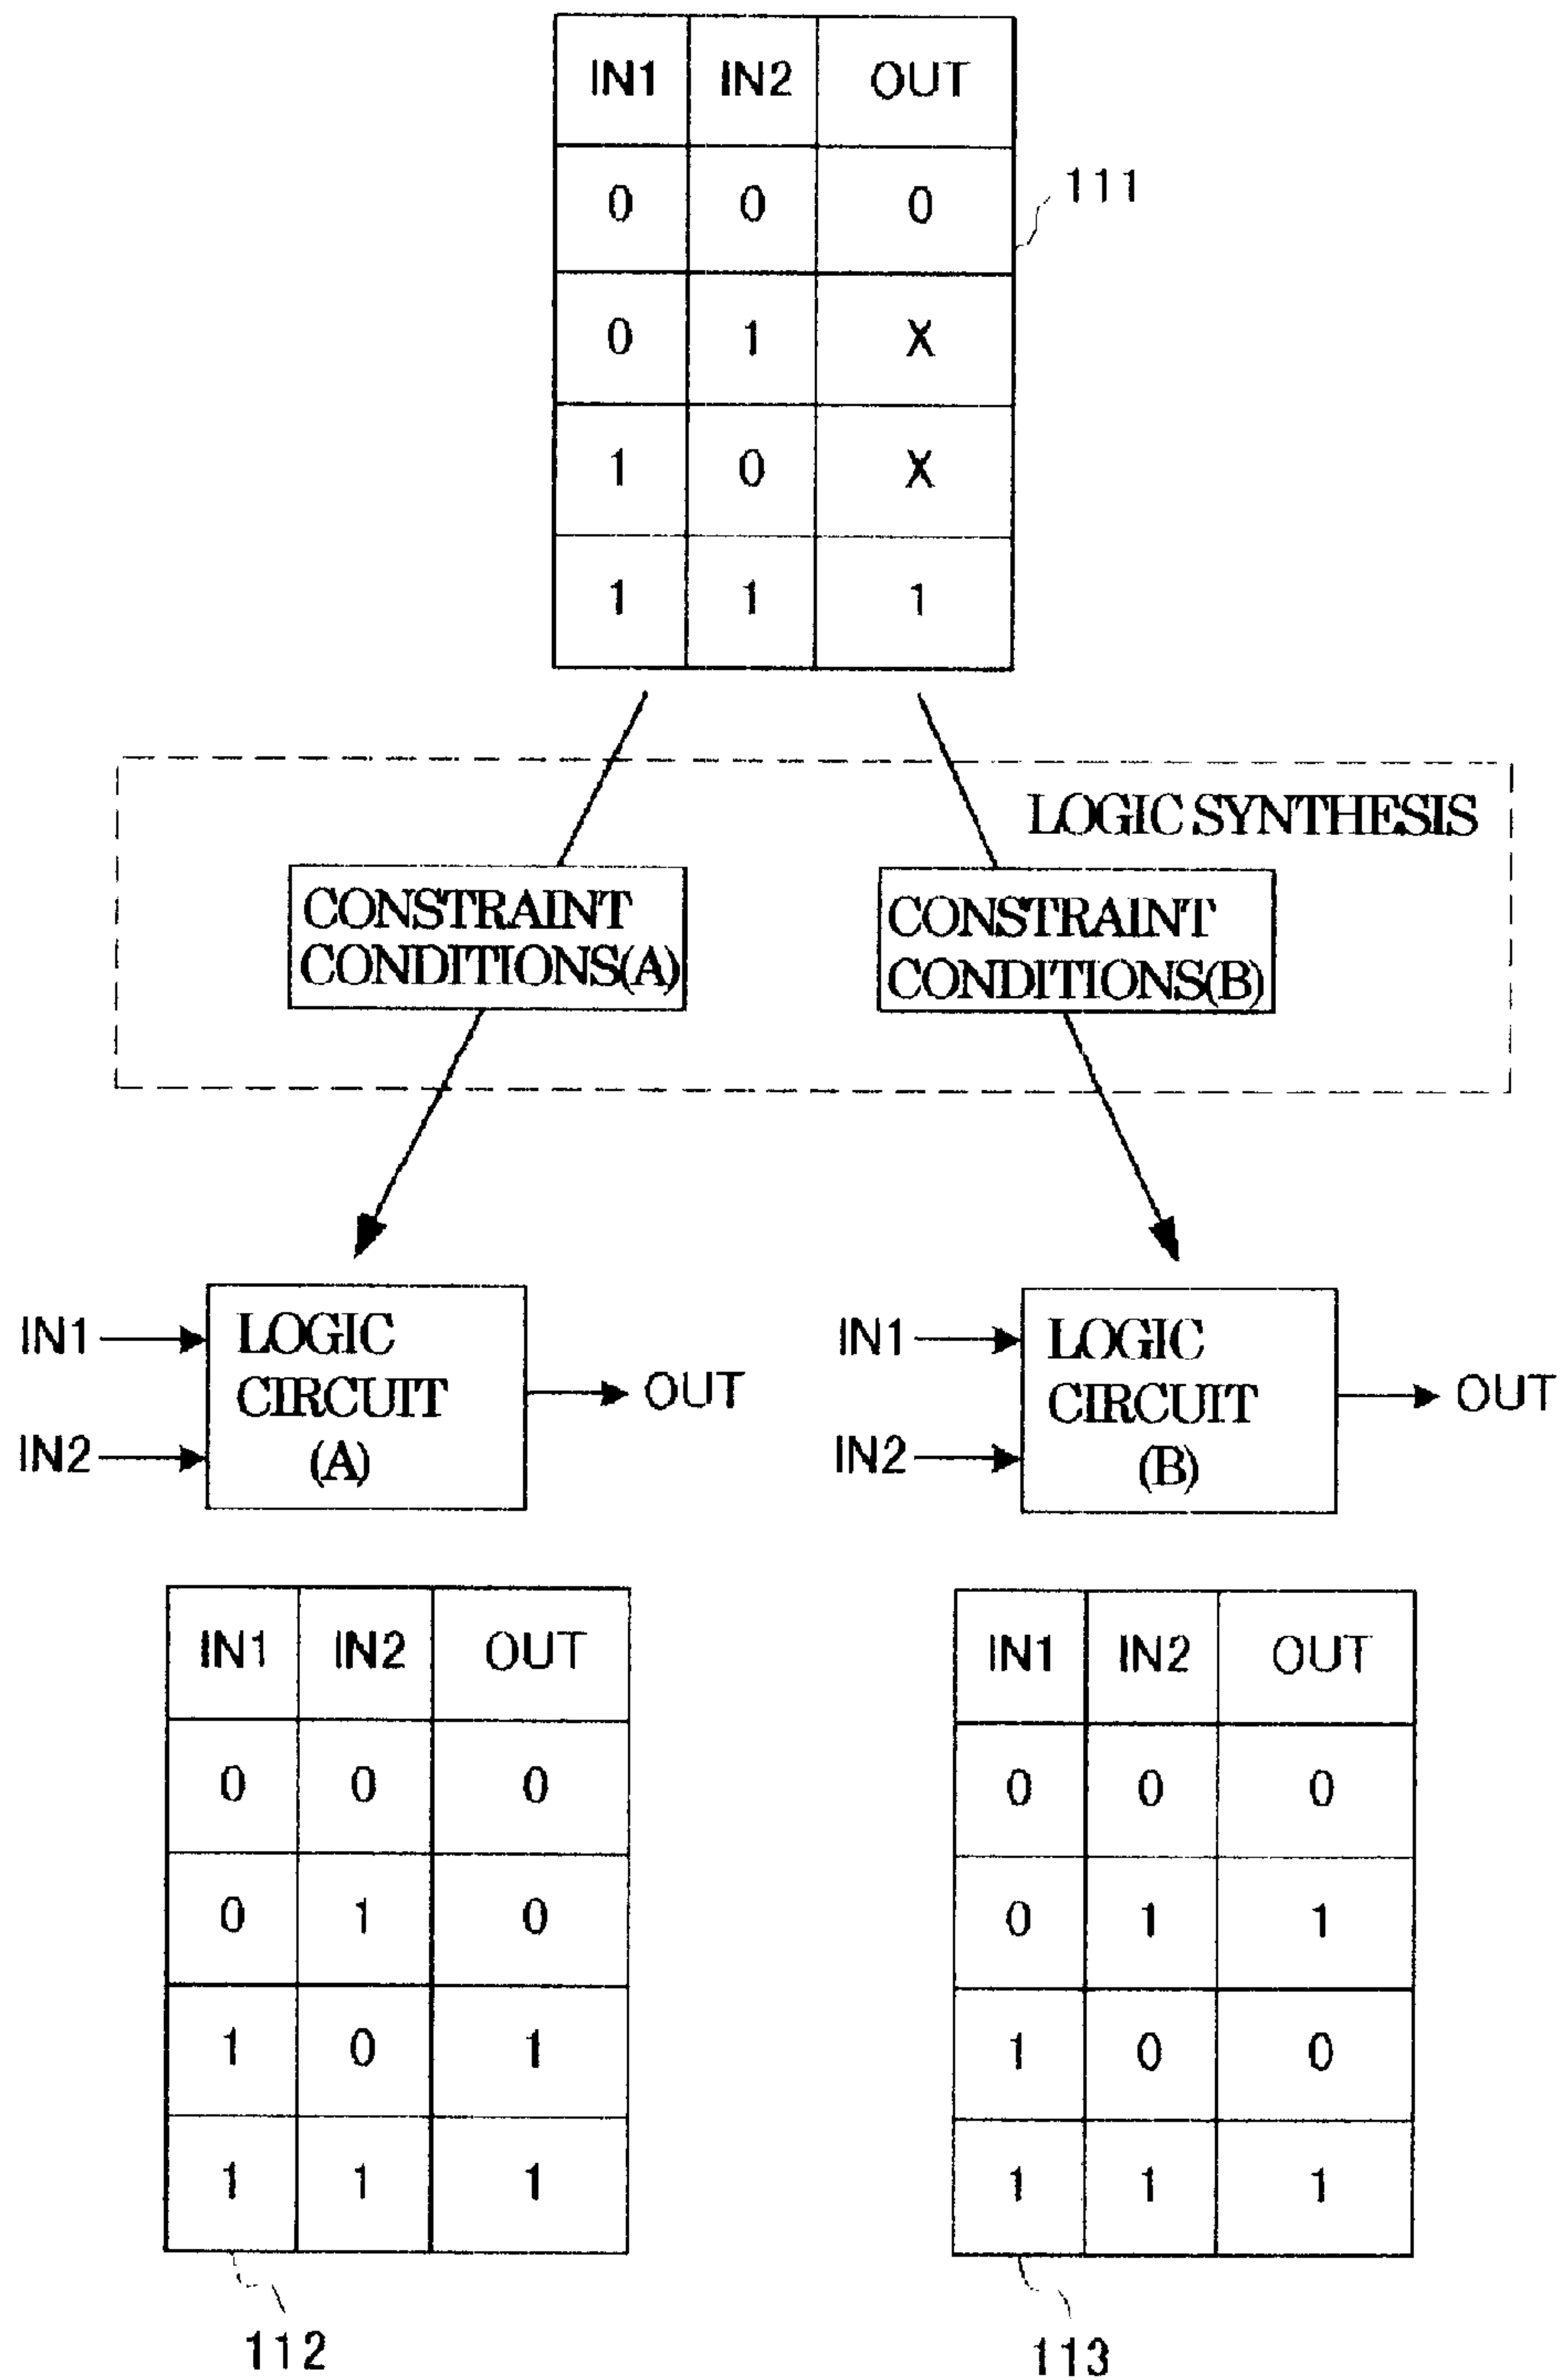 IN1 IN2 OUT
0 0 0
111
0 1 X
1 0 X
1 1 1
LOGIC SYNTHESIS
CONSTRAINT
CONDITIONS(A)
CONSTRAINT
CONDITIONS(B)
IN1
IN2
LOGIC
CIRCUIT
(A)
OUT
IN1
IN2
LOGIC
CIRCUIT
(B)
OUT
IN1 IN2 OUT
0 0 0
0 1 0
1 0 1
1 1 1
112
IN1 IN2 OUT
0 0 0
0 1 1
1 0 0
1 1 1
113